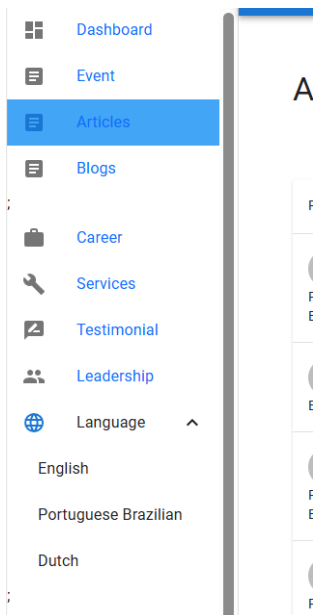 Dashboard
Event
Articles
Blogs
;
Career
Services
Testimonial
Leadership
Language
English
Portuguese Brazilian
Dutch
;